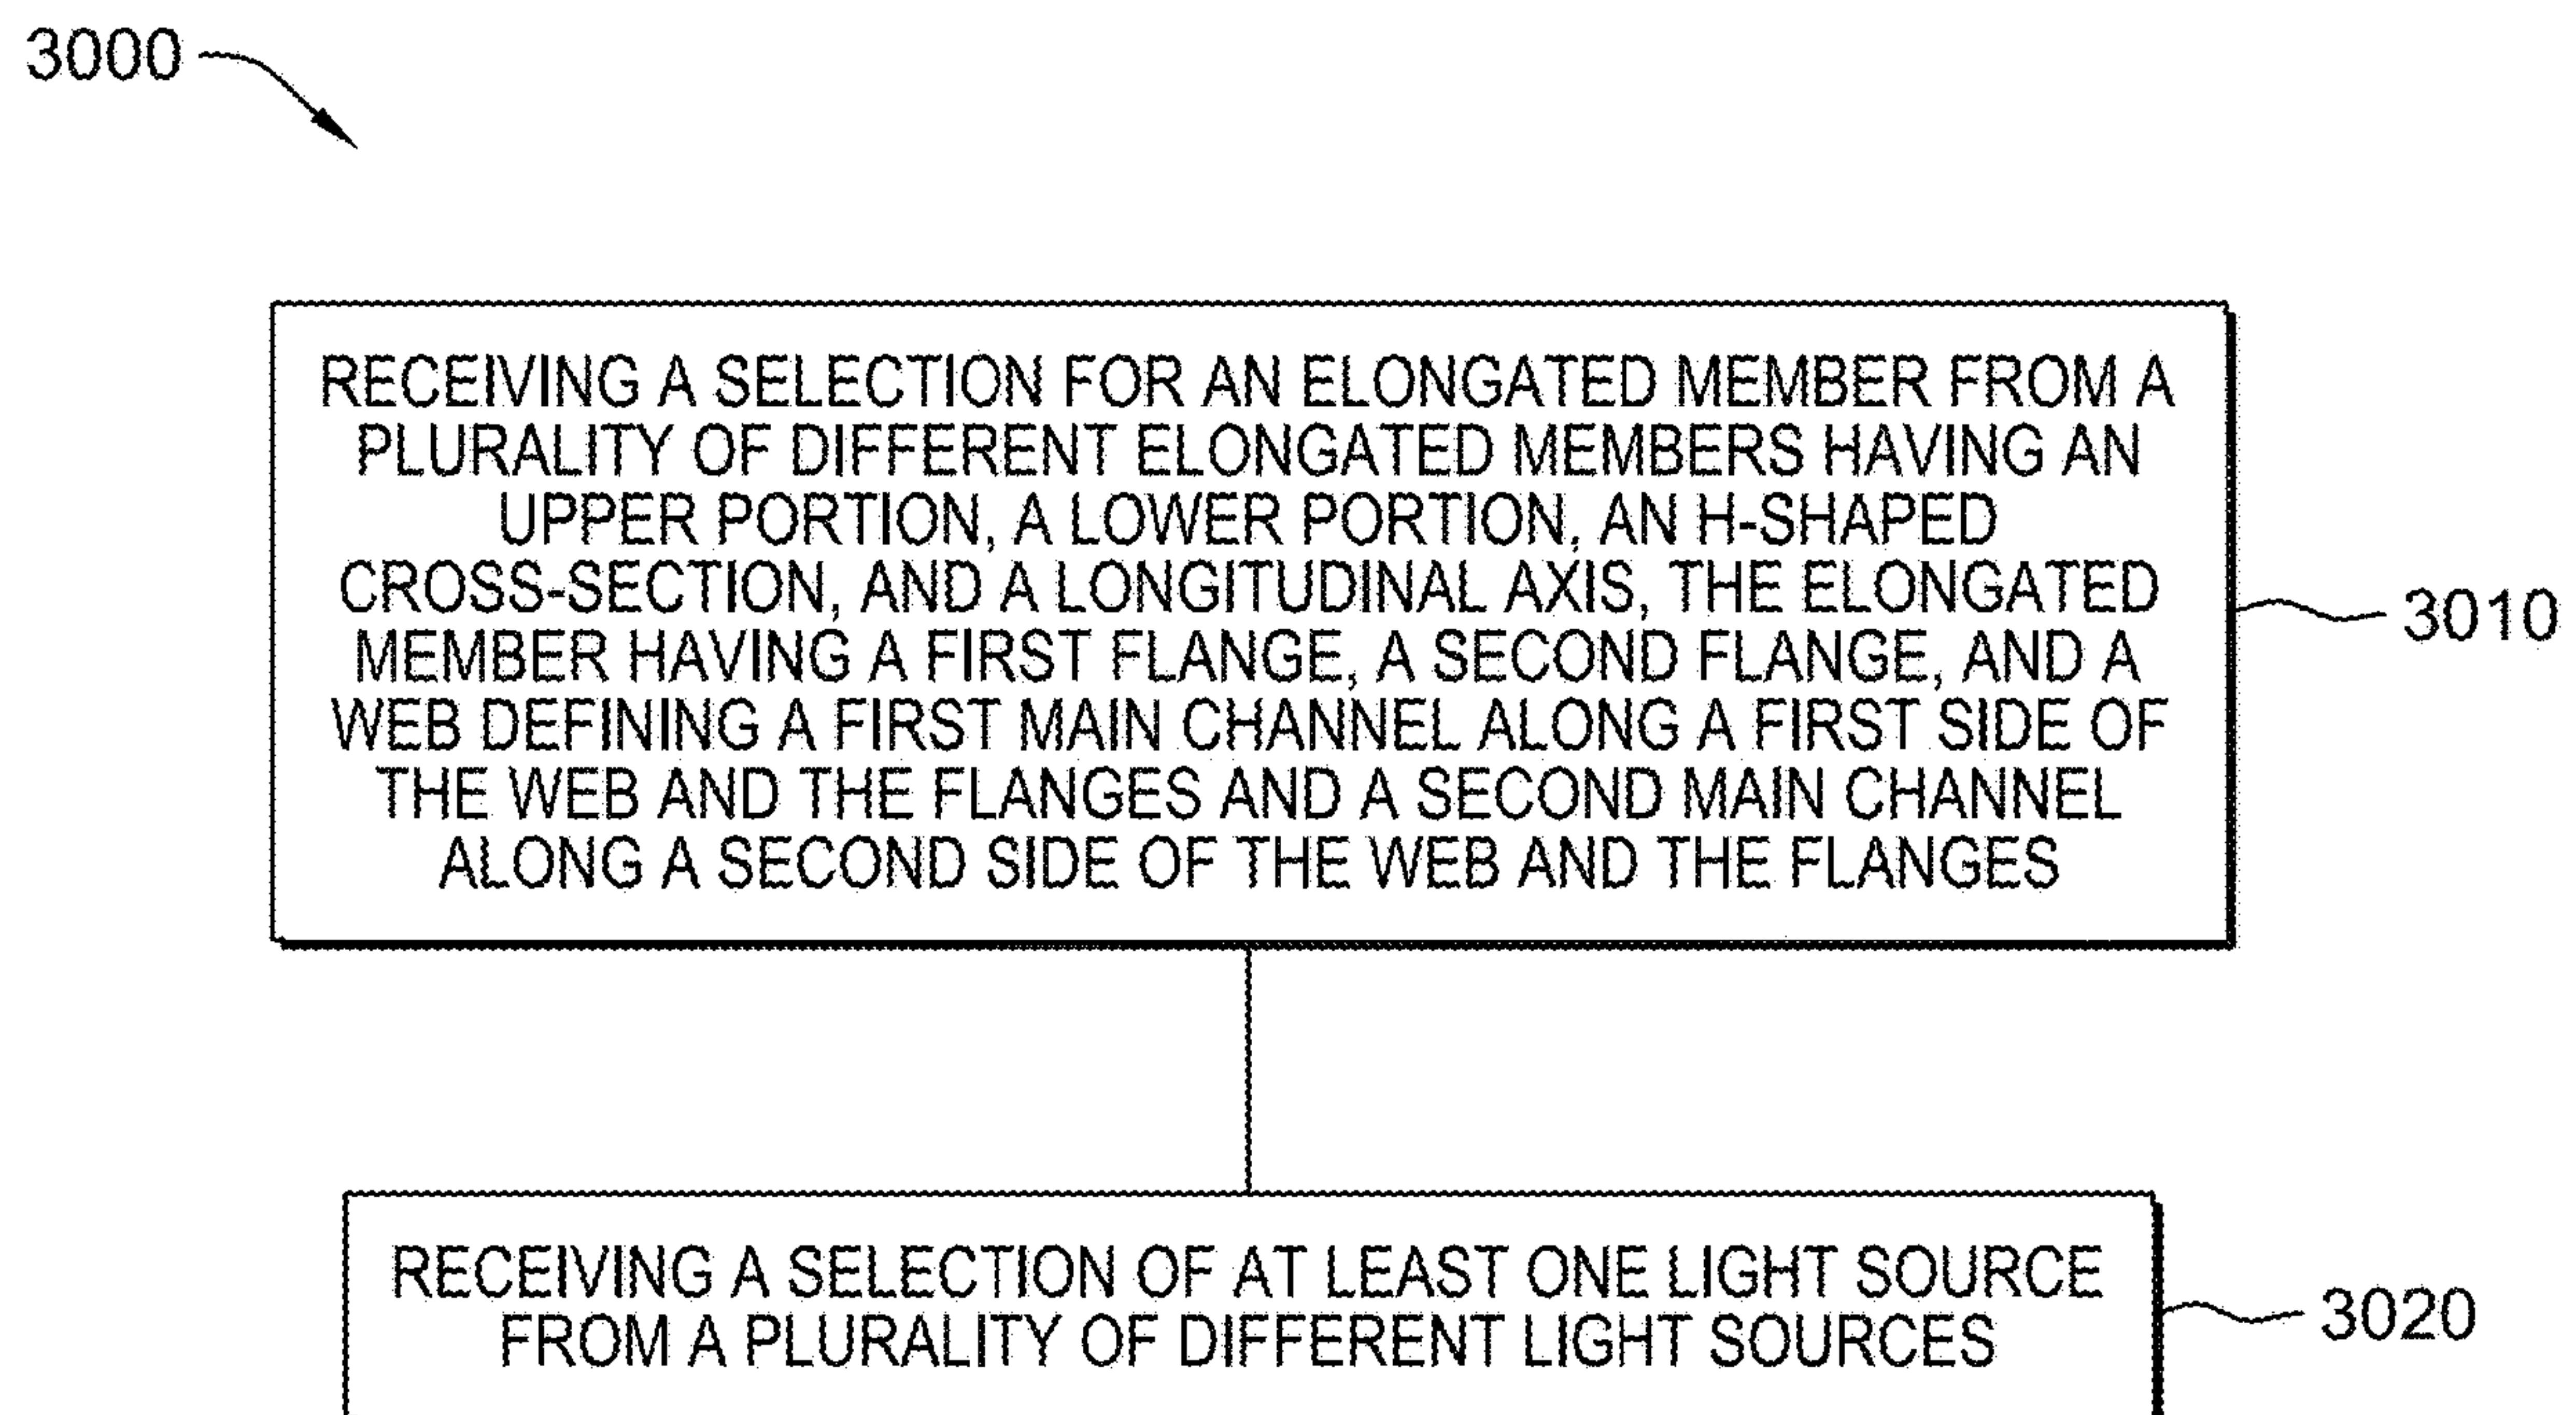 3000
RECEIVING A SELECTION FOR AN ELONGATED MEMBER FROM A
PLURALITY OF DIFFERENT ELONGATED MEMBERS HAVING AN
UPPER PORTION, A LOWER PORTION, AN H-SHAPED
CROSS-SECTION, AND A LONGITUDINAL AXIS, THE ELONGATED
MEMBER HAVING A FIRST FLANGE, A SECOND FLANGE, AND A
WEB DEFINING A FIRST MAIN CHANNEL ALONG A FIRST SIDE OF
THE WEB AND THE FLANGES AND A SECOND MAIN CHANNEL
ALONG A SECOND SIDE OF THE WEB AND THE FLANGES
3010
RECEIVING A SELECTION OF AT LEAST ONE LIGHT SOURCE
FROM A PLURALITY OF DIFFERENT LIGHT SOURCES
3020